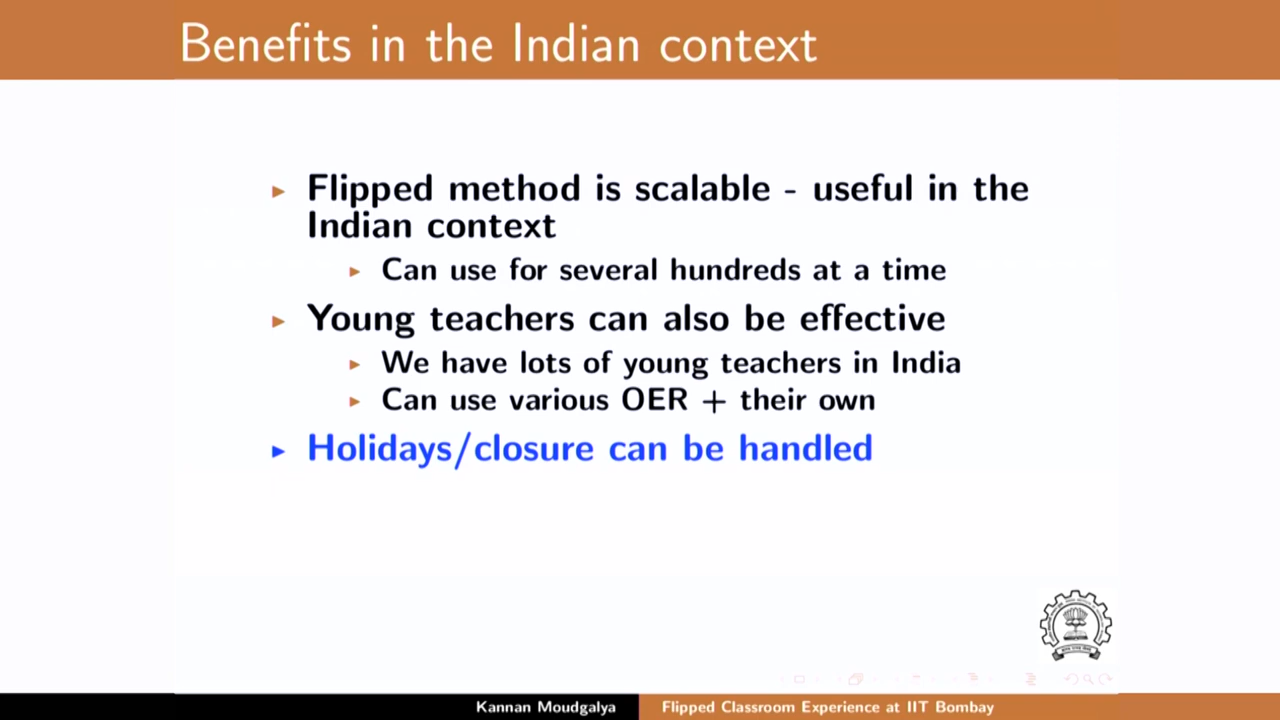 Benefits in the Indian context
Flipped method is scalable - useful in the
Indian context
Can use for several hundreds at a time
Young teachers can also be effective
We have lots of young teachers in India
Can use various OER + their own
Holidays/closure can be handled
Kannan Moudgalya
Flipped Classroom Experience at IIT Bombay